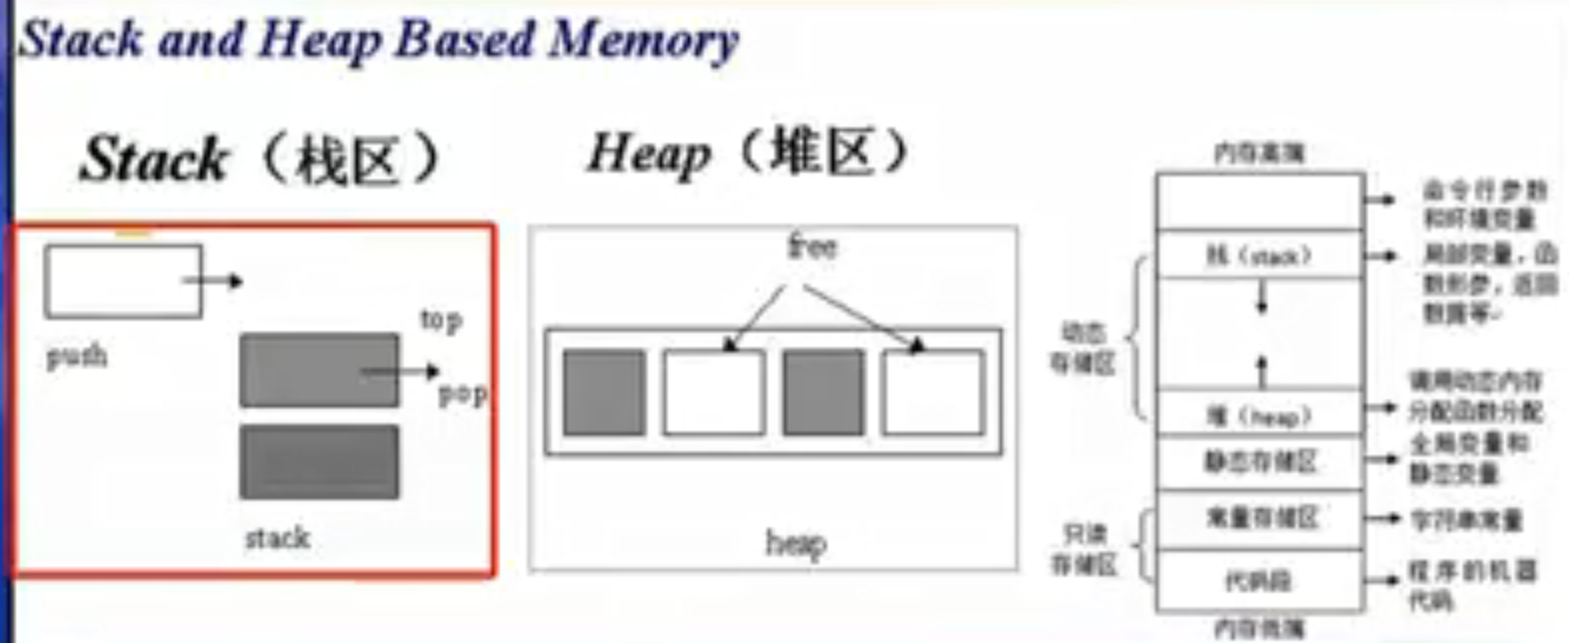 Stack and Heap Based Memory
Stack（栈区）
push
top
pop
stack
Heap（堆区）
free
heap
内存高端
命令行参数
和环境变量
栈（stack）
局部变量，函
数形参，返回
数据等
动态
存储区
调用动态内存
分配函数分配
堆（heap）
全局变量和
静态变量
静态存储区
只读
存储区
常量存储区
字符串常量
代码段
程序的机器
代码
内存低端